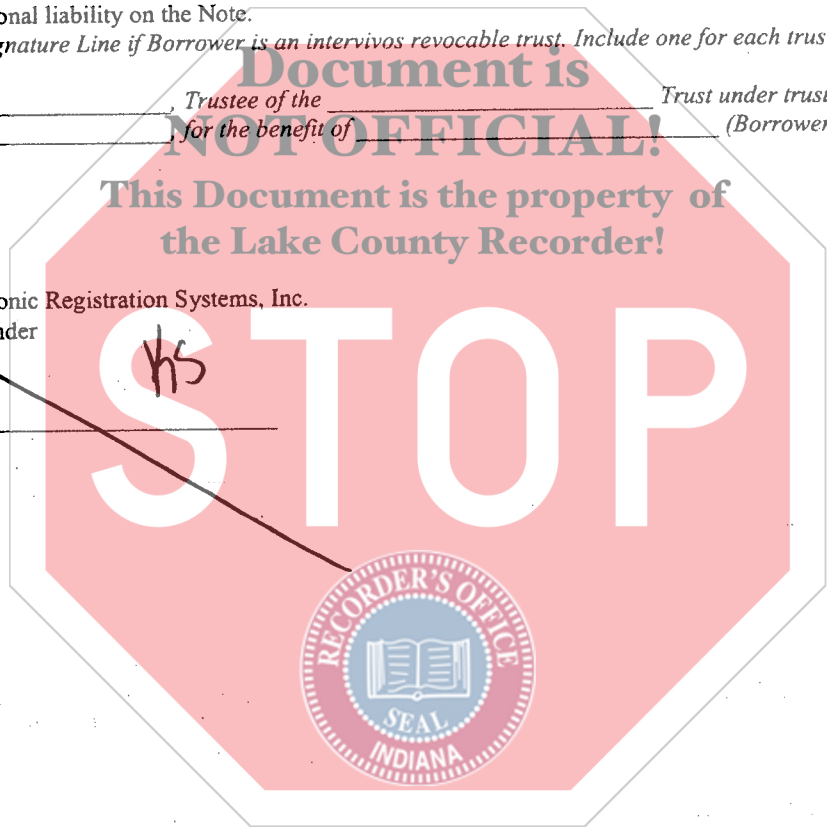 onal liability on the Note.
gnature Line if Borrower is an intervivos revocable trust. Include one for each trus
Document is
, Trustee of the Trust under trust
NOT OFFICIAL!
, for the benefit of (Borrower
This Document is the property of
the Lake County Recorder!
onic Registration Systems, Inc.
nder
STOP
RECORDER'S OFFICE
SEAL
INDIANA